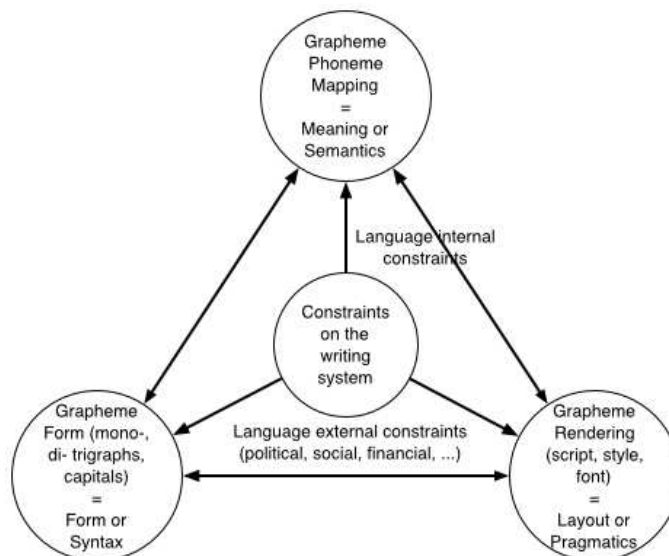 Grapheme
Phoneme
Mapping
=
Meaning or
Semantics
Language internal
constraints
Constraints
on the
writing
system
Grapheme
Form (mono-,
di- trigraphs,
capitals)
=
Form or
Syntax
Language external constraints
(political, social, financial, ...)
Grapheme
Rendering
(script, style,
font)
=
Layout or
Pragmatics